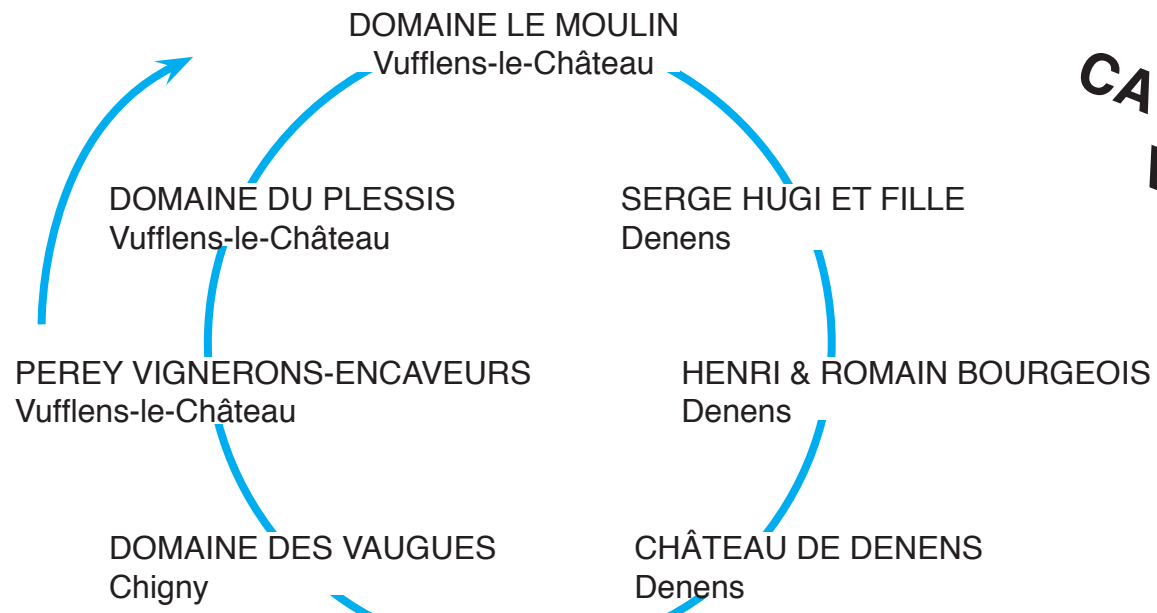 DOMAINE LE MOULIN
Vufflens-le-Château
CA
DOMAINE DU PLESSIS
Vufflens-le-Château
SERGE HUGI ET FILLE
Denens
PEREY VIGNERONS-ENCAVEURS
Vufflens-le-Château
HENRI & ROMAIN BOURGEOIS
Denens
DOMAINE DES VAUGUES
Chigny
CHÂTEAU DE DENENS
Denens